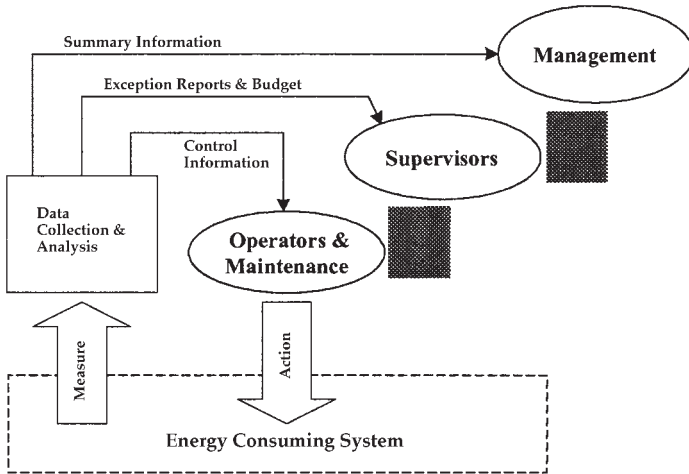 Summary Information
Management
Exception Reports & Budget
Supervisors
Control
Information
Data
Collection &
Analysis
Operators &
Maintenance
Measure
Action
Energy Consuming System